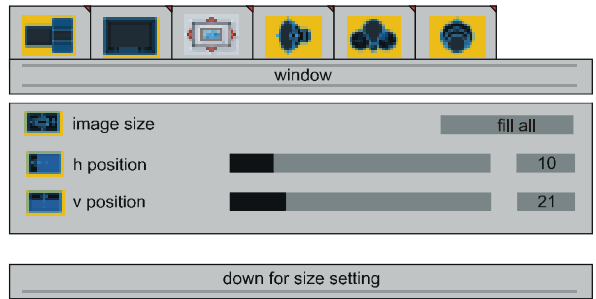 window
image size fill all
h position 10
v position 21
down for size setting